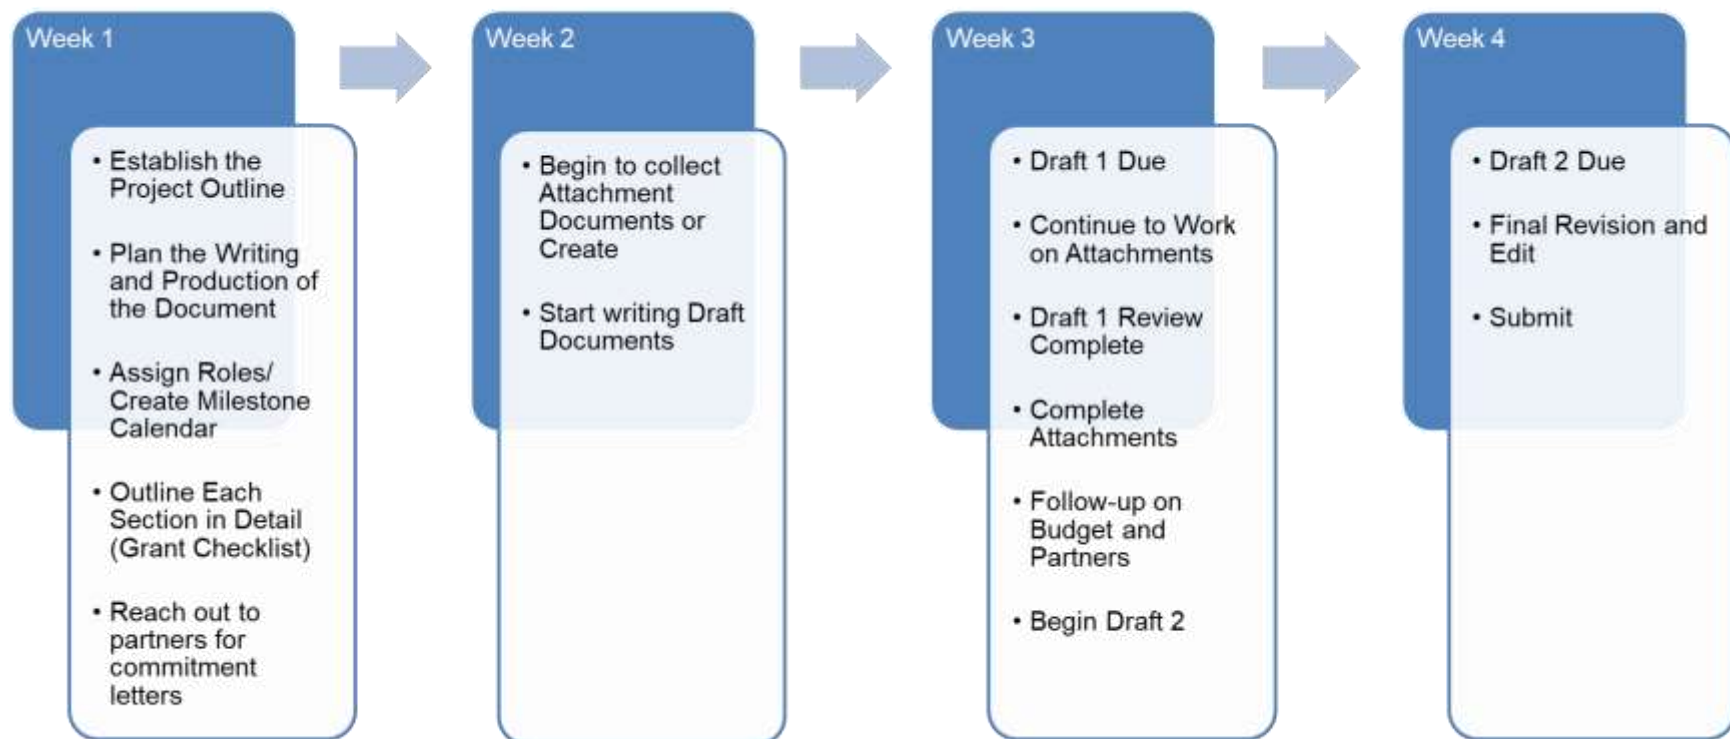 Week 1
• Establish the
Project Outline
• Plan the Writing
and Production of
the Document
• Assign Roles/
Create Milestone
Calendar
• Outline Each
Section in Detail
(Grant Checklist)
• Reach out to
partners for
commitment
letters
Week 2
• Begin to collect
Attachment
Documents or
Create
• Start writing Draft
Documents
Week 3
• Draft 1 Due
• Continue to Work
on Attachments
• Draft 1 Review
Complete
• Complete
Attachments
• Follow-up on
Budget and
Partners
• Begin Draft 2
Week 4
• Draft 2 Due
• Final Revision and
Edit
• Submit